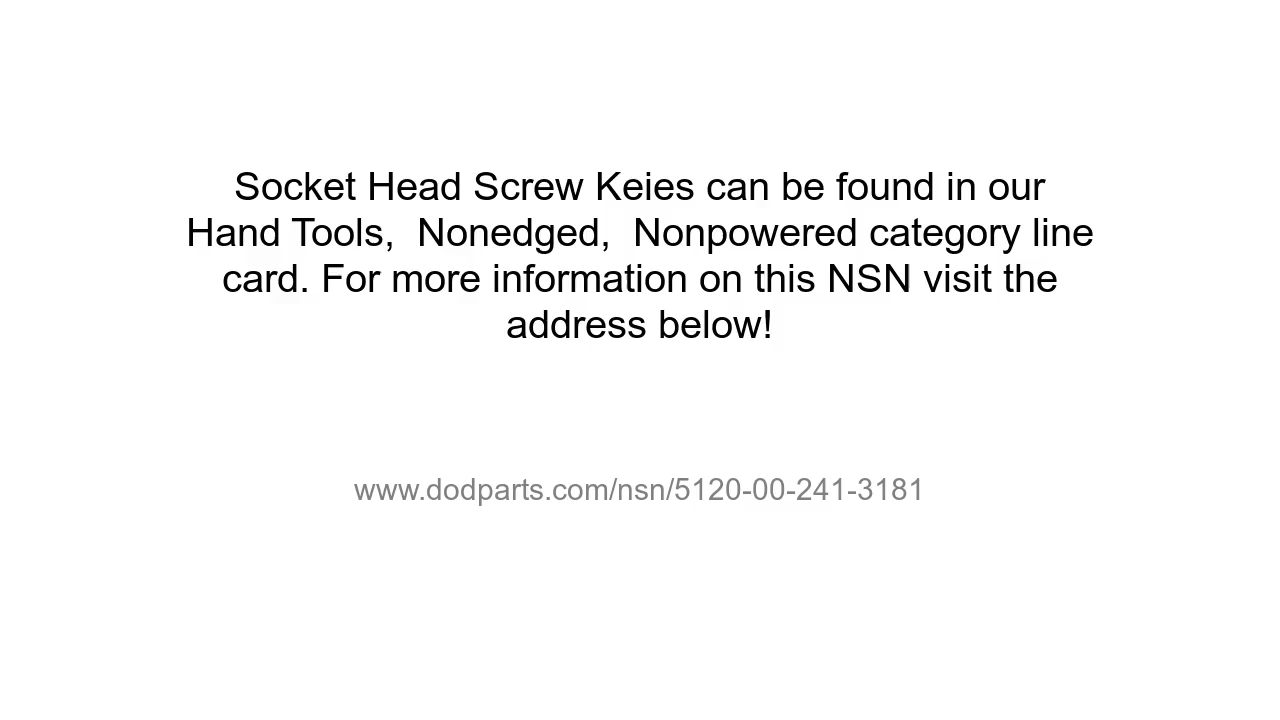 Socket Head Screw Keies can be found in our
Hand Tools,  Nonedged,  Nonpowered category line
card. For more information on this NSN visit the
address below!
www.dodparts.com/nsn/5120-00-241-3181